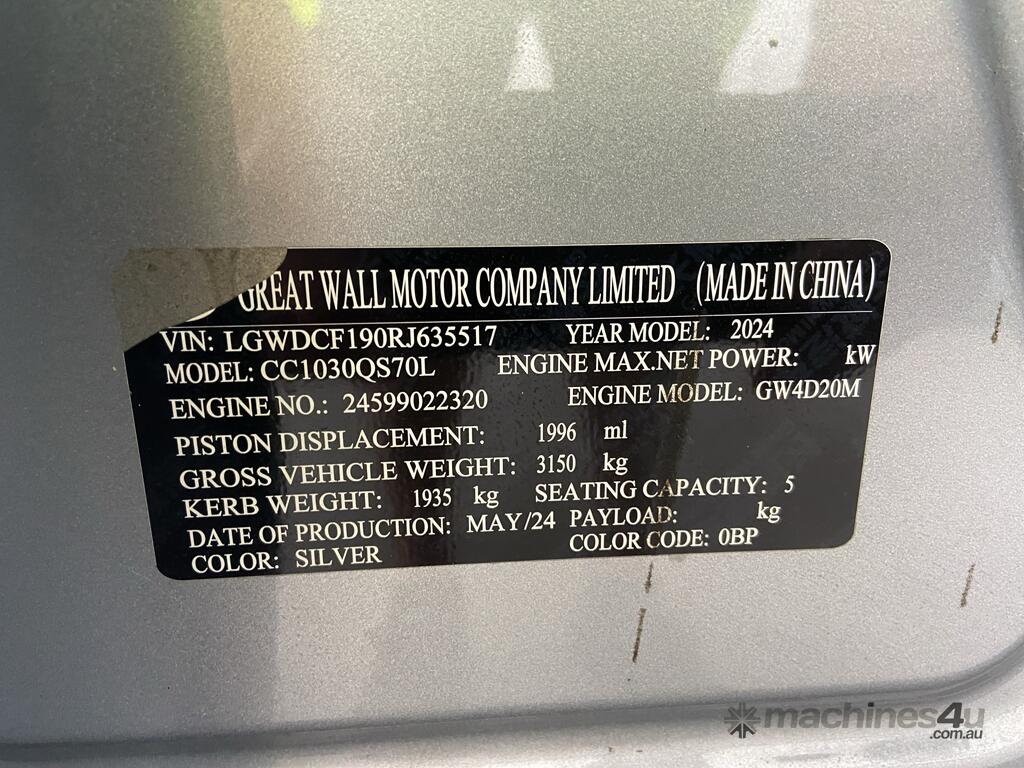 GREAT WALL MOTOR COMPANY LIMITED (MADE IN CHINA)
VIN: LGWDCF190RJ635517 YEAR MODEL: 2024
MODEL: CC1030QS70L ENGINE MAX.NET POWER: kW
ENGINE NO.: 24599022320 ENGINE MODEL: GW4D20M
PISTON DISPLACEMENT: 1996 ml
GROSS VEHICLE WEIGHT: 3150 kg
KERB WEIGHT: 1935 kg SEATING CAPACITY: 5
DATE OF PRODUCTION: MAY/24 PAYLOAD: kg
COLOR: SILVER COLOR CODE: 0BP
machines4u
.com.au